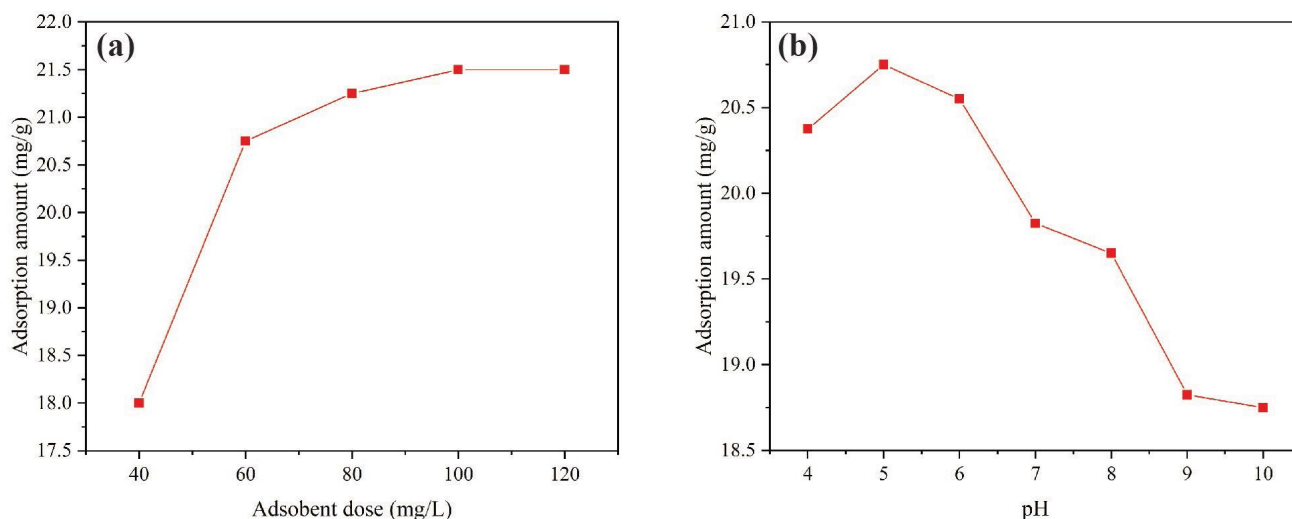 (a)
Adsorption amount (mg/g)
22.0
21.5
21.0
20.5
20.0
19.5
19.0
18.5
18.0
17.5
40 60 80 100 120
Adsobent dose (mg/L)
(b)
Adsorption amount (mg/g)
21.0
20.5
20.0
19.5
19.0
18.5
4 5 6 7 8 9 10
pH